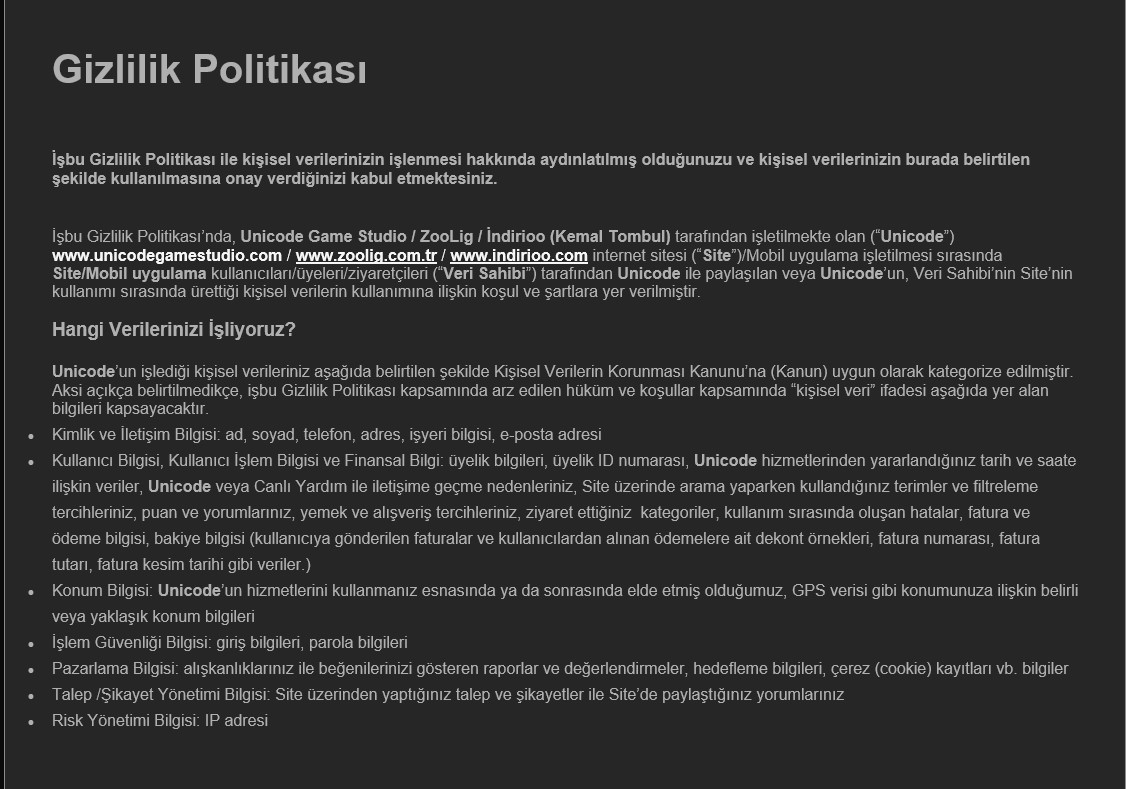 Gizlilik Politikası
İşbu Gizlilik Politikası ile kişisel verilerinizin işlenmesi hakkında aydınlatılmış olduğunuzu ve kişisel verilerinizin burada belirtilen
şekilde kullanılmasına onay verdiğinizi kabul etmektesiniz.
İşbu Gizlilik Politikası’nda, Unicode Game Studio / ZooLig / İndirioo (Kemal Tombul) tarafından işletilmekte olan (“Unicode”)
www.unicodegamestudio.com / www.zoolig.com.tr / www.indirioo.com internet sitesi (“Site”)/Mobil uygulama işletilmesi sırasında
Site/Mobil uygulama kullanıcıları/üyeleri/ziyaretçileri (“Veri Sahibi”) tarafından Unicode ile paylaşılan veya Unicode’un, Veri Sahibi’nin Site’nin
kullanımı sırasında ürettiği kişisel verilerin kullanımına ilişkin koşul ve şartlara yer verilmiştir.
Hangi Verilerinizi İşliyoruz?
Unicode’un işlediği kişisel verileriniz aşağıda belirtilen şekilde Kişisel Verilerin Korunması Kanunu’na (Kanun) uygun olarak kategorize edilmiştir.
Aksi açıkça belirtilmedikçe, işbu Gizlilik Politikası kapsamında arz edilen hüküm ve koşullar kapsamında “kişisel veri” ifadesi aşağıda yer alan
bilgileri kapsayacaktır.
• Kimlik ve İletişim Bilgisi: ad, soyad, telefon, adres, işyeri bilgisi, e-posta adresi
• Kullanıcı Bilgisi, Kullanıcı İşlem Bilgisi ve Finansal Bilgi: üyelik bilgileri, üyelik ID numarası, Unicode hizmetlerinden yararlandığınız tarih ve saate
ilişkin veriler, Unicode veya Canlı Yardım ile iletişime geçme nedenleriniz, Site üzerinde arama yaparken kullandığınız terimler ve filtreleme
tercihleriniz, puan ve yorumlarınız, yemek ve alışveriş tercihleriniz, ziyaret ettiğiniz kategoriler, kullanım sırasında oluşan hatalar, fatura ve
ödeme bilgisi, bakiye bilgisi (kullanıcıya gönderilen faturalar ve kullanıcılardan alınan ödemelere ait dekont örnekleri, fatura numarası, fatura
tutarı, fatura kesim tarihi gibi veriler.)
• Konum Bilgisi: Unicode’un hizmetlerini kullanmanız esnasında ya da sonrasında elde etmiş olduğumuz, GPS verisi gibi konumunuza ilişkin belirli
veya yaklaşık konum bilgileri
• İşlem Güvenliği Bilgisi: giriş bilgileri, parola bilgileri
• Pazarlama Bilgisi: alışkanlıklarınız ile beğenilerinizi gösteren raporlar ve değerlendirmeler, hedefleme bilgileri, çerez (cookie) kayıtları vb. bilgiler
• Talep /Şikayet Yönetimi Bilgisi: Site üzerinden yaptığınız talep ve şikayetler ile Site’de paylaştığınız yorumlarınız
• Risk Yönetimi Bilgisi: IP adresi